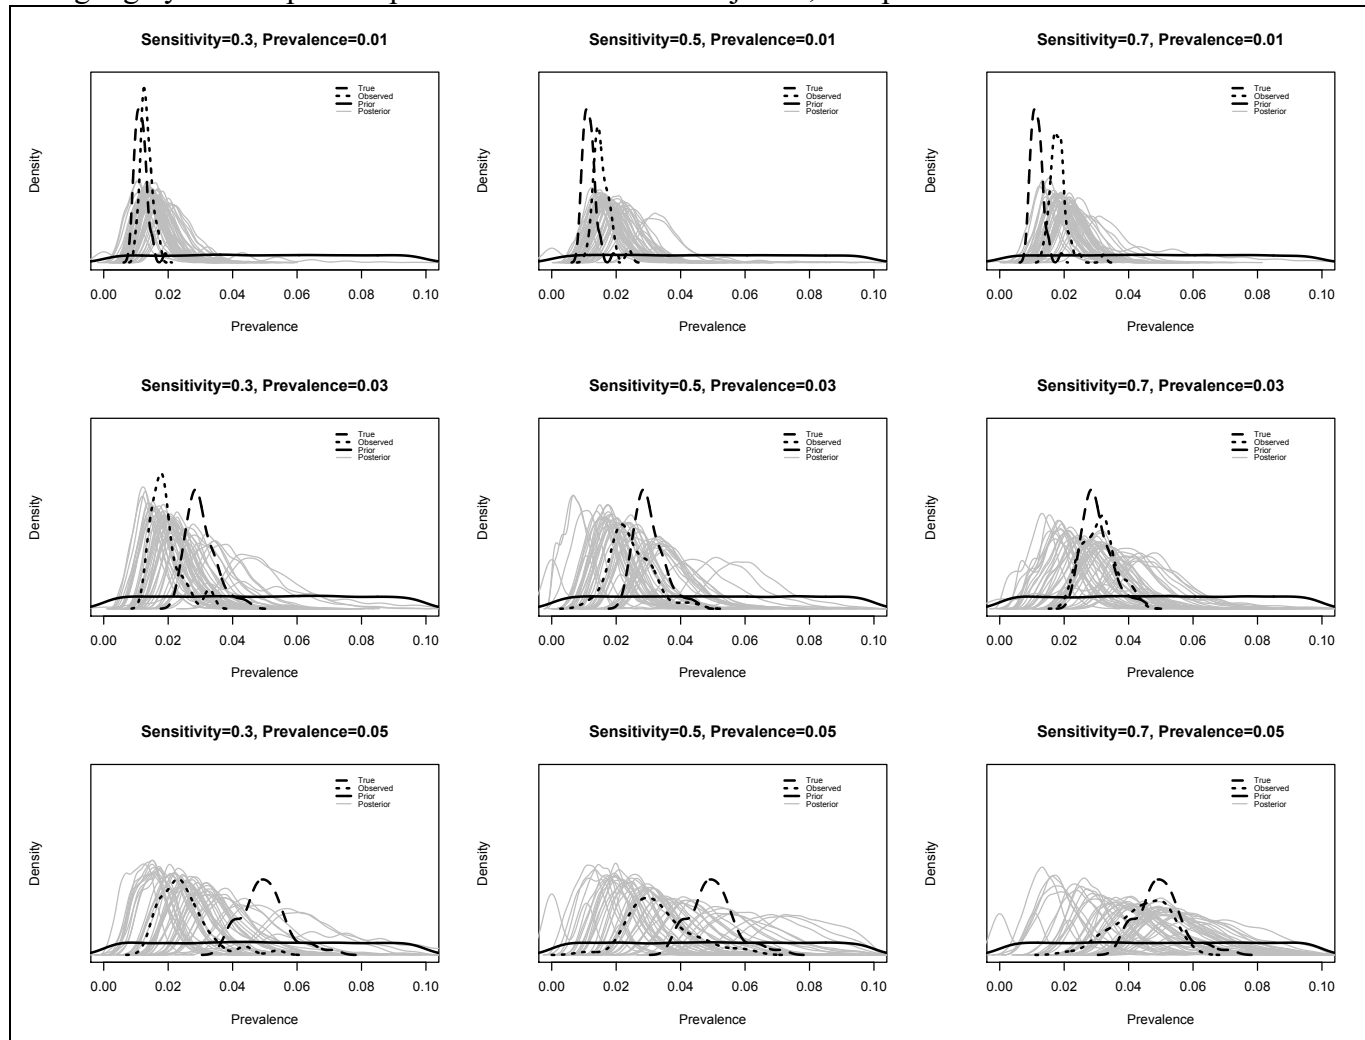 Sensitivity=0.3, Prevalence=0.01
True
Observed
Prior
Posterior
Density
0.00 0.02 0.04 0.06 0.08 0.10
Prevalence
Sensitivity=0.5, Prevalence=0.01
True
Observed
Prior
Posterior
Density
0.00 0.02 0.04 0.06 0.08 0.10
Prevalence
Sensitivity=0.7, Prevalence=0.01
True
Observed
Prior
Posterior
Density
0.00 0.02 0.04 0.06 0.08 0.10
Prevalence
Sensitivity=0.3, Prevalence=0.03
True
Observed
Prior
Posterior
Density
0.00 0.02 0.04 0.06 0.08 0.10
Prevalence
Sensitivity=0.5, Prevalence=0.03
True
Observed
Prior
Posterior
Density
0.00 0.02 0.04 0.06 0.08 0.10
Prevalence
Sensitivity=0.7, Prevalence=0.03
True
Observed
Prior
Posterior
Density
0.00 0.02 0.04 0.06 0.08 0.10
Prevalence
Sensitivity=0.3, Prevalence=0.05
True
Observed
Prior
Posterior
Density
0.00 0.02 0.04 0.06 0.08 0.10
Prevalence
Sensitivity=0.5, Prevalence=0.05
True
Observed
Prior
Posterior
Density
0.00 0.02 0.04 0.06 0.08 0.10
Prevalence
Sensitivity=0.7, Prevalence=0.05
True
Observed
Prior
Posterior
Density
0.00 0.02 0.04 0.06 0.08 0.10
Prevalence